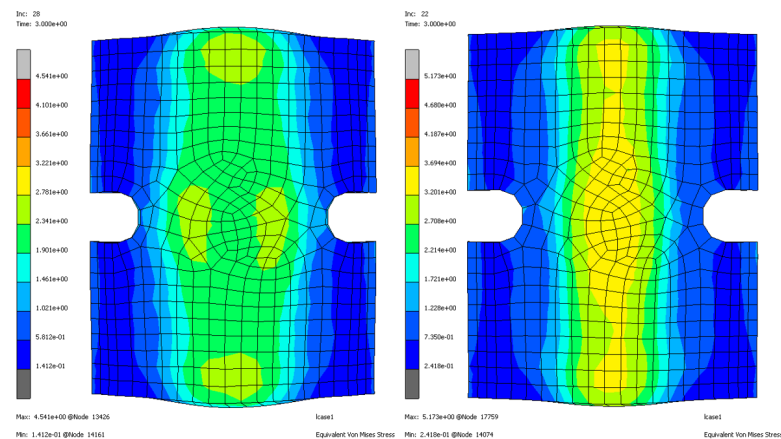 Inc: 28
Time: 3.000e+00
4.541e+00
4.101e+00
3.661e+00
3.221e+00
2.781e+00
2.341e+00
1.901e+00
1.461e+00
1.021e+00
5.812e-01
1.412e-01
Max: 4.541e+00 @Node 13426
Min: 1.412e-01 @Node 14161
lcase1
Equivalent Von Mises Stress
Inc: 22
Time: 3.000e+00
5.173e+00
4.680e+00
4.187e+00
3.694e+00
3.201e+00
2.708e+00
2.214e+00
1.721e+00
1.228e+00
7.350e-01
2.418e-01
Max: 5.173e+00 @Node 17759
Min: 2.418e-01 @Node 14074
lcase1
Equivalent Von Mises Stress